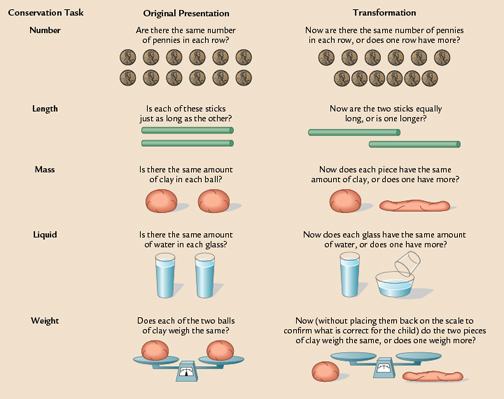 Conservation Task
Original Presentation
Transformation
Number
Are there the same number
of pennies in each row?
Now are there the same number of pennies
in each row, or does one row have more?
Length
Is each of these sticks
just as long as the other?
Now are the two sticks equally
long, or is one longer?
Mass
Is there the same amount
of clay in each ball?
Now does each piece have the same
amount of clay, or does one have more?
Liquid
Is there the same amount
of water in each glass?
Now does each glass have the same amount
of water, or does one have more?
Weight
Does each of the two balls
of clay weigh the same?
Now (without placing them back on the scale to
confirm what is correct for the child) do the two pieces
of clay weigh the same, or does one weigh more?